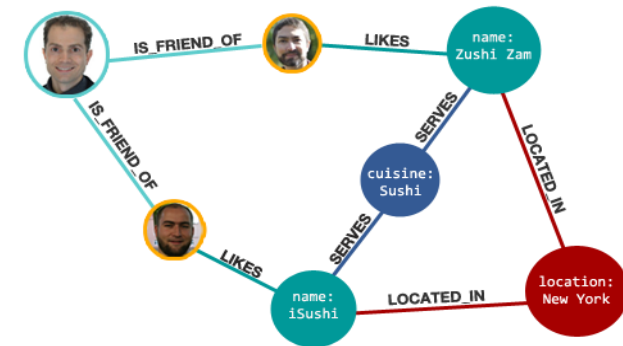 IS_FRIEND_OF
LIKES
name:
Zushi Zam
IS_FRIEND_OF
SERVES
LOCATED_IN
cuisine:
Sushi
SERVES
LIKES
name:
iSushi
LOCATED_IN
location:
New York